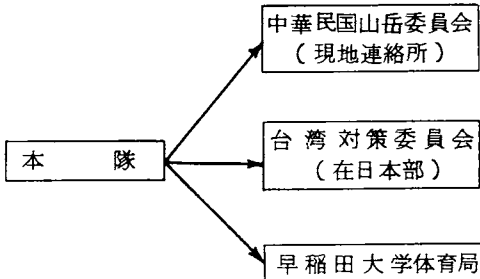 中華民国山岳委員会
(現地連絡所)
本隊
台湾対策委員会
(在日本部)
早稲田大学体育局